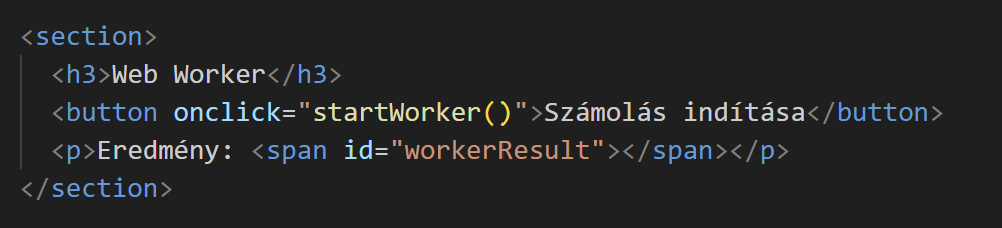 <section>
<h3>Web Worker</h3>
<button onclick="startWorker()">Számolás indítása</button>
<p>Eredmény: <span id="workerResult"></span></p>
</section>